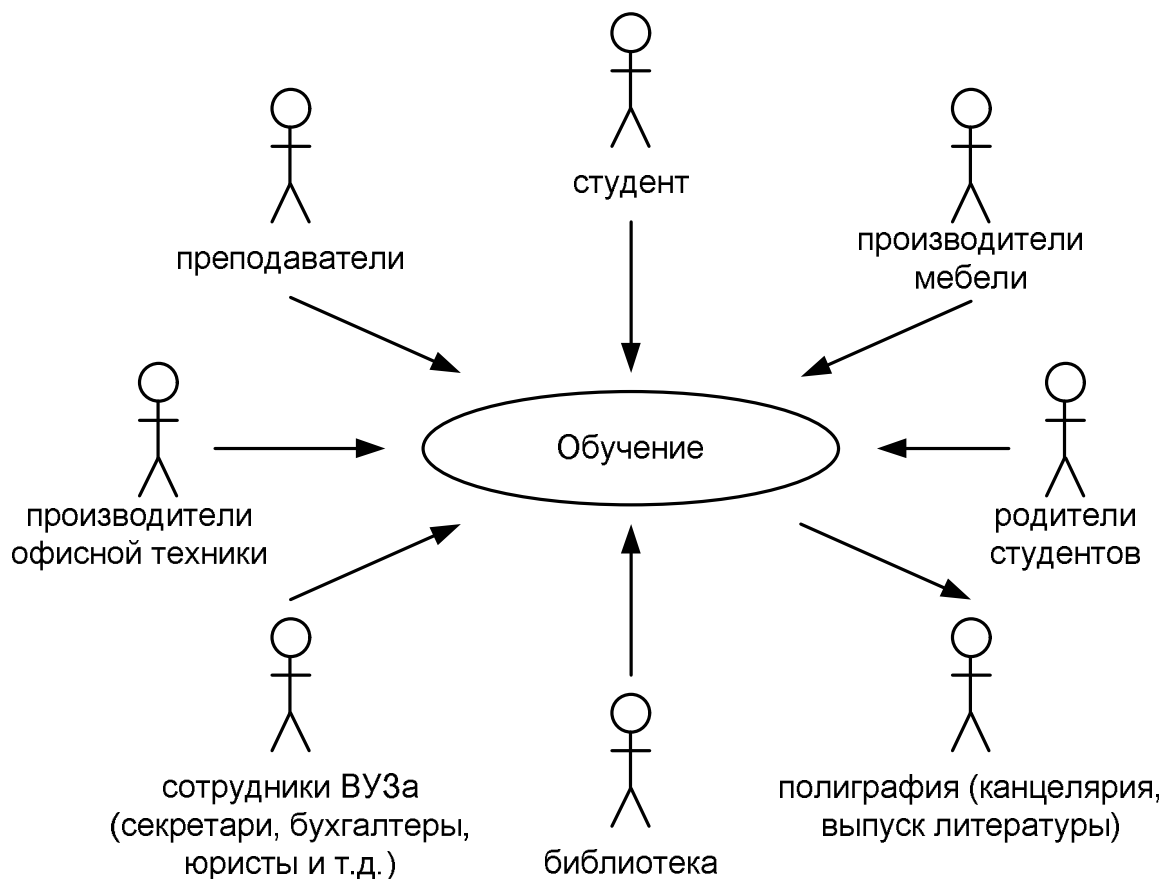 студент
преподаватели
производители
мебели
Обучение
производители
офисной техники
родители
студентов
сотрудники ВУЗа
(секретари, бухгалтеры,
юристы и т.д.)
библиотека
полиграфия (канцелярия,
выпуск литературы)